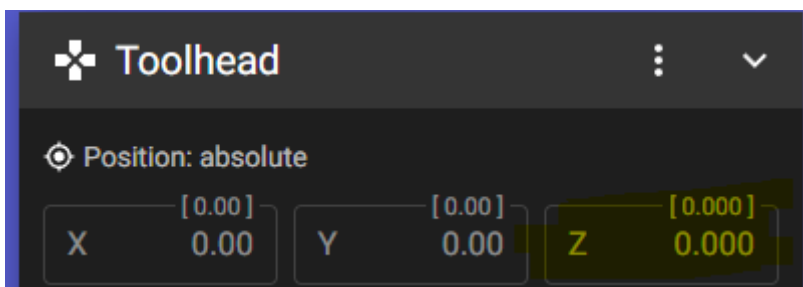 Toolhead
Position: absolute
[ 0.00 ] [ 0.00 ] [ 0.000 ]
X 0.00 Y 0.00 Z 0.000